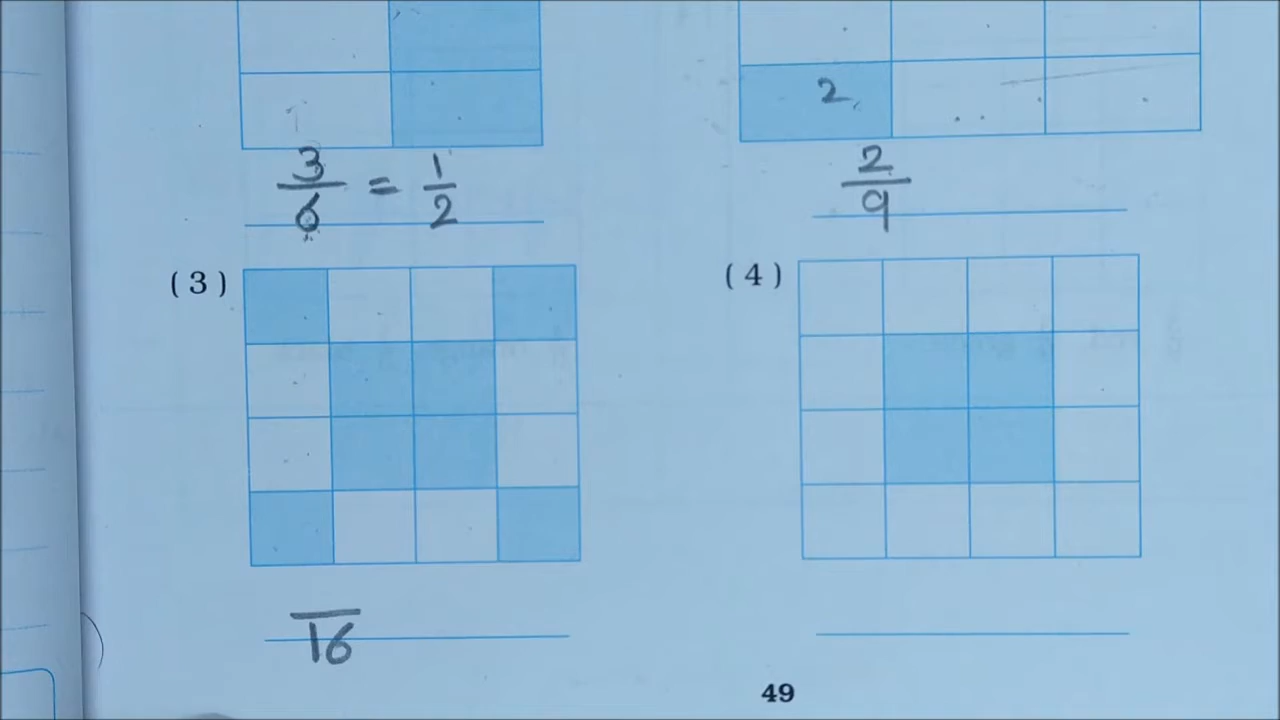 2
3/6 = 1/2
2/9
( 3 )
( 4 )
/16
49